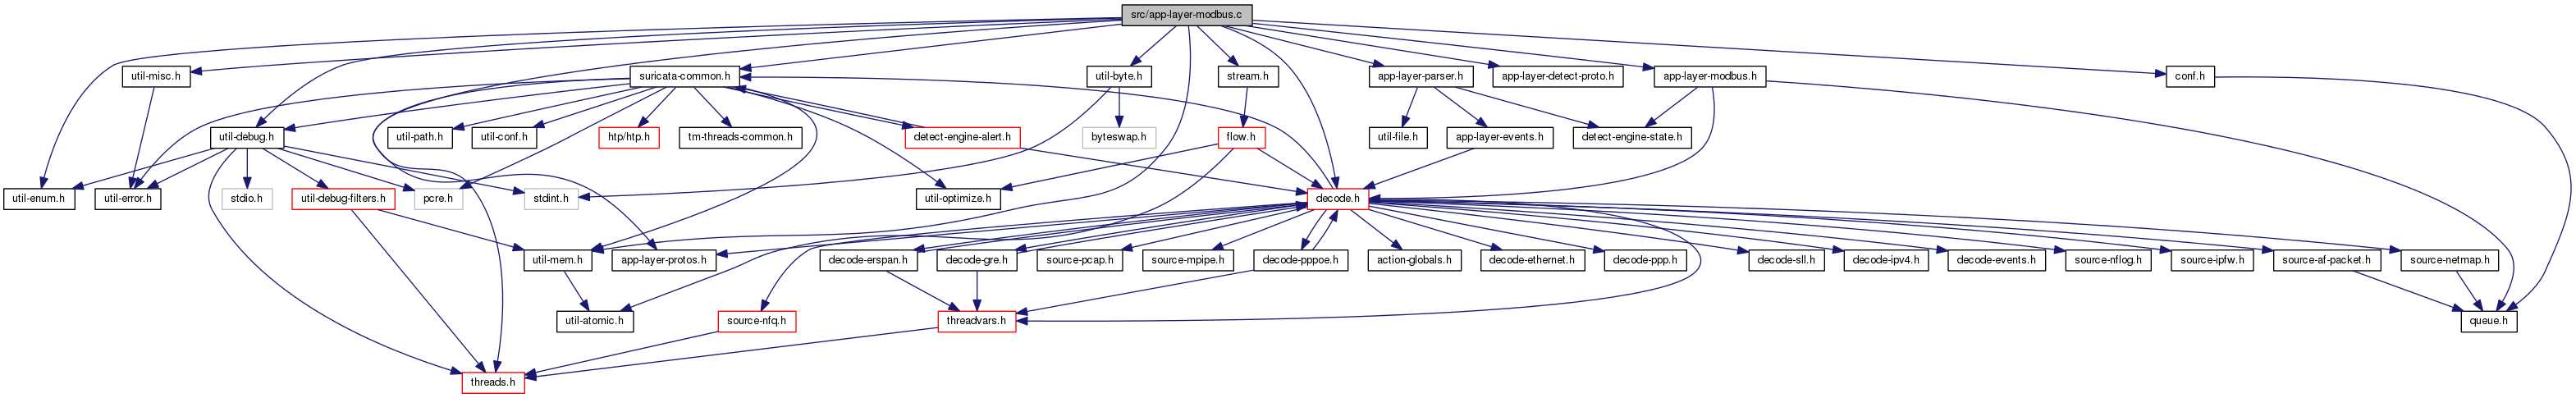 src/app-layer-modbus.c
util-misc.h
suricata-common.h
util-byte.h
stream.h
app-layer-parser.h
app-layer-detect-proto.h
app-layer-modbus.h
conf.h
util-debug.h
util-path.h
util-conf.h
htp/htp.h
tm-threads-common.h
detect-engine-alert.h
byteswap.h
flow.h
util-file.h
app-layer-events.h
detect-engine-state.h
util-enum.h
util-error.h
stdio.h
util-debug-filters.h
pcre.h
stdint.h
util-optimize.h
decode.h
util-mem.h
app-layer-protos.h
decode-erspan.h
decode-gre.h
source-pcap.h
source-mpipe.h
decode-pppoe.h
action-globals.h
decode-ethernet.h
decode-ppp.h
decode-sll.h
decode-ipv4.h
decode-events.h
source-nflog.h
source-ipfw.h
source-af-packet.h
source-netmap.h
util-atomic.h
source-nfq.h
threadvars.h
queue.h
threads.h